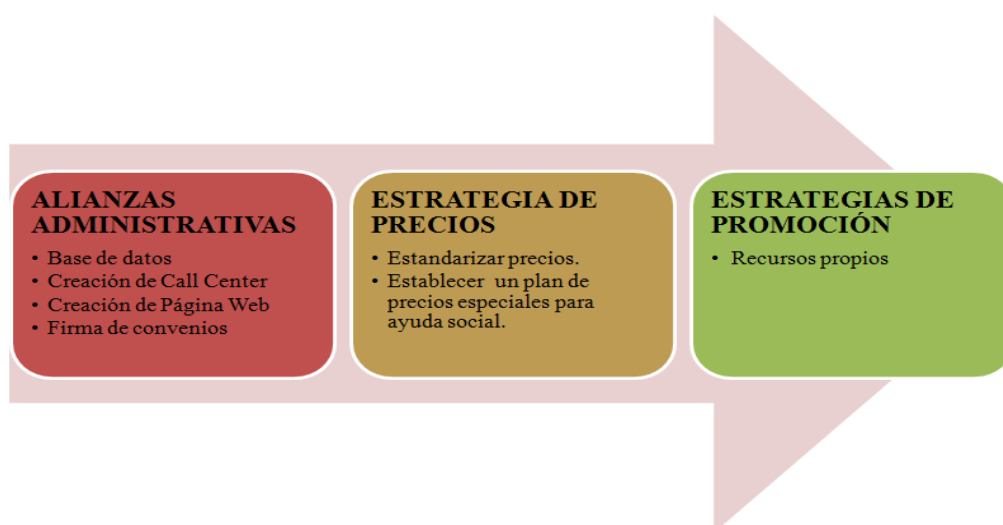 ALIANZAS
ADMINISTRATIVAS
• Base de datos
• Creación de Call Center
• Creación de Página Web
• Firma de convenios
ESTRATEGIA DE
PRECIOS
• Estandarizar precios.
• Establecer un plan de
precios especiales para
ayuda social.
ESTRATEGIAS DE
PROMOCIÓN
• Recursos propios